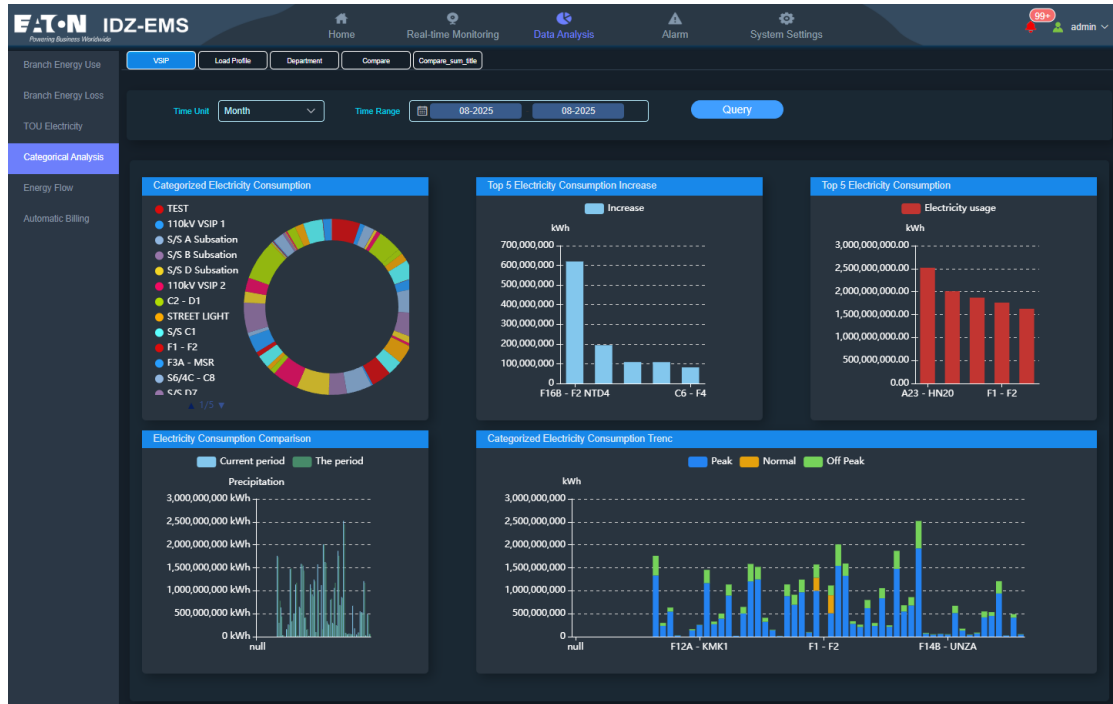 EATON IDZ-EMS
Powering Business Worldwide
Home
Real-time Monitoring
Data Analysis
Alarm
System Settings
99+
admin
Branch Energy Use
Branch Energy Loss
TOU Electricity
Categorical Analysis
Energy Flow
Automatic Billing
VSIP
Load Profile
Department
Compare
Compare_sum_title
Time Unit
Month
Time Range
08-2025
08-2025
Query
Categorized Electricity Consumption
TEST
110kV VSIP 1
S/S A Subsation
S/S B Subsation
S/S D Subsation
110kV VSIP 2
C2 - D1
STREET LIGHT
S/S C1
F1 - F2
F3A - MSR
S6/4C - C8
S/S D7
1/5
Top 5 Electricity Consumption Increase
Increase
kWh
700,000,000
600,000,000
500,000,000
400,000,000
300,000,000
200,000,000
100,000,000
0
F16B - F2 NTD4
C6 - F4
Top 5 Electricity Consumption
Electricity usage
kWh
3,000,000,000.00
2,500,000,000.00
2,000,000,000.00
1,500,000,000.00
1,000,000,000.00
500,000,000.00
0.00
A23 - HN20
F1 - F2
Electricity Consumption Comparison
Current period
The period
Precipitation
3,000,000,000 kWh
2,500,000,000 kWh
2,000,000,000 kWh
1,500,000,000 kWh
1,000,000,000 kWh
500,000,000 kWh
0 kWh
null
Categorized Electricity Consumption Trenc
Peak
Normal
Off Peak
kWh
3,000,000,000
2,500,000,000
2,000,000,000
1,500,000,000
1,000,000,000
500,000,000
0
null
F12A - KMK1
F1 - F2
F14B - UNZA